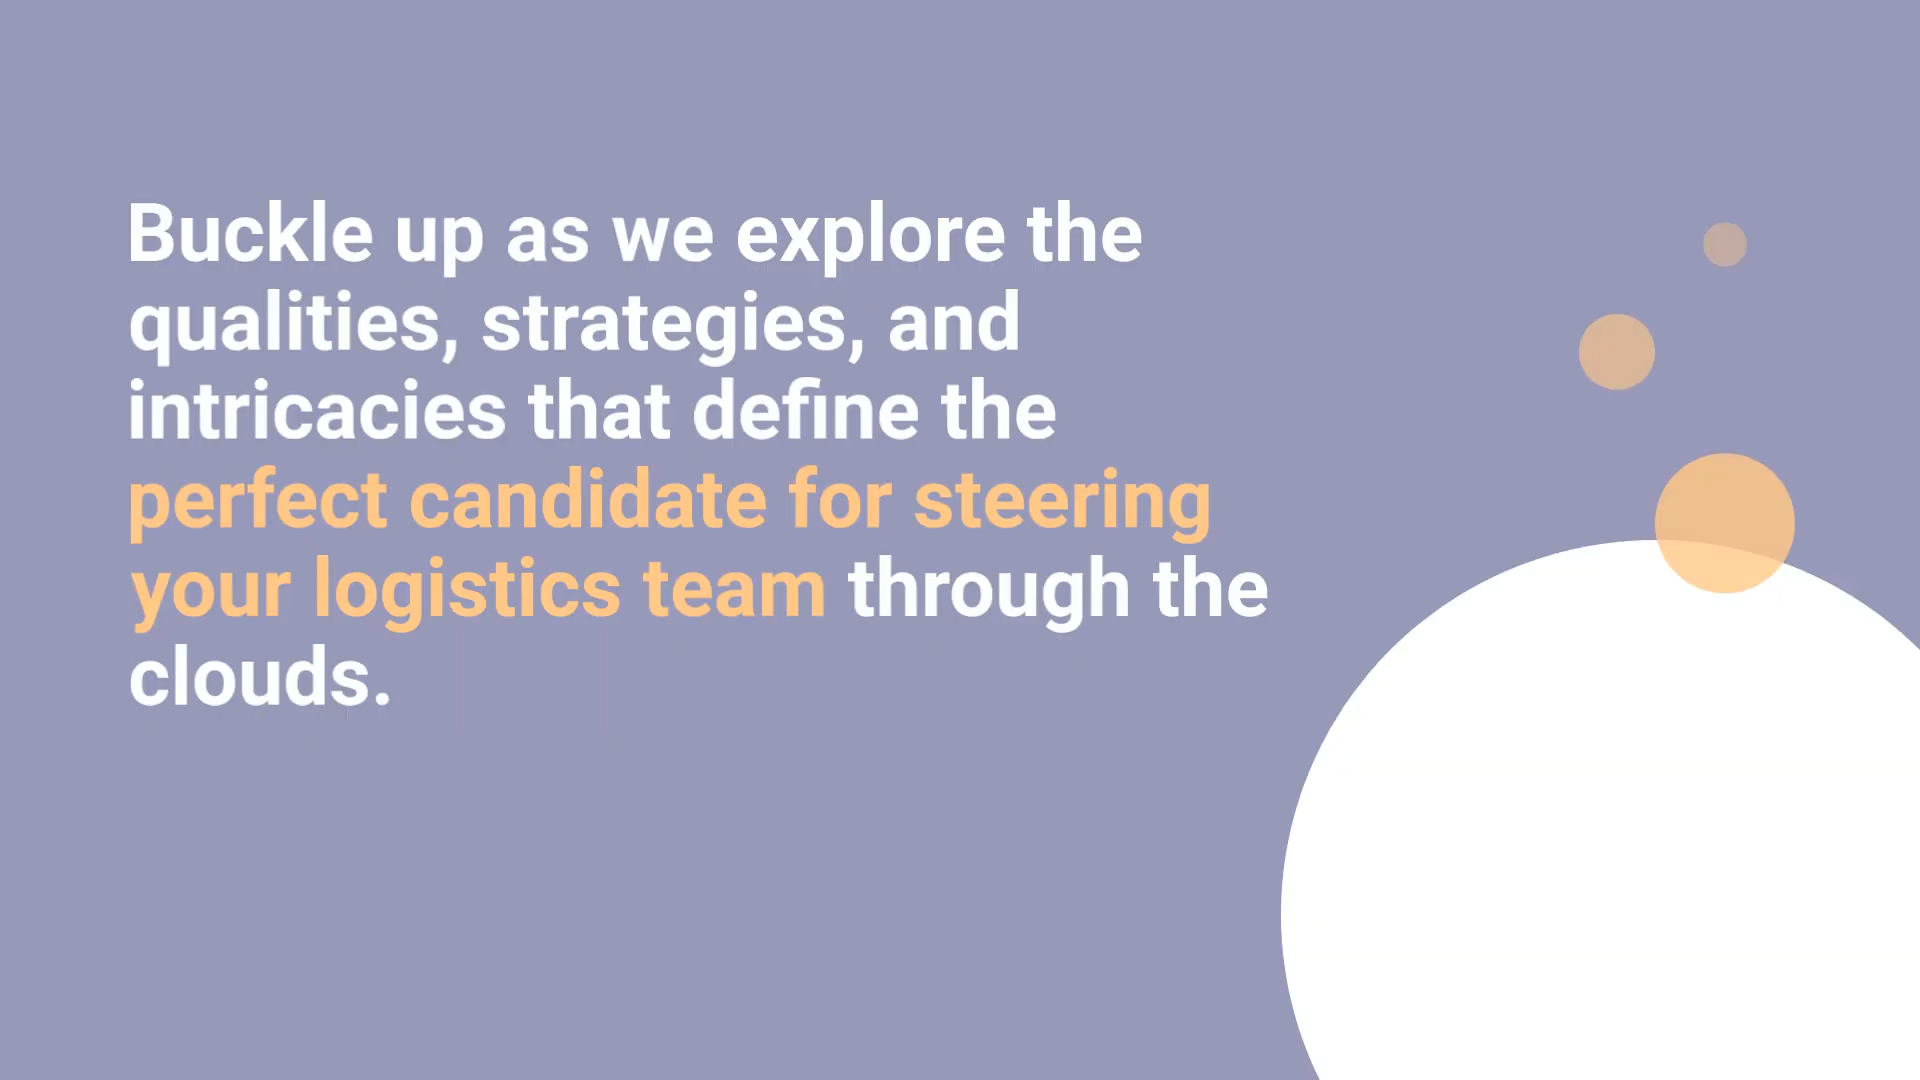 Buckle up as we explore the
qualities, strategies, and
intricacies that define the
perfect candidate for steering
your logistics team through the
clouds.